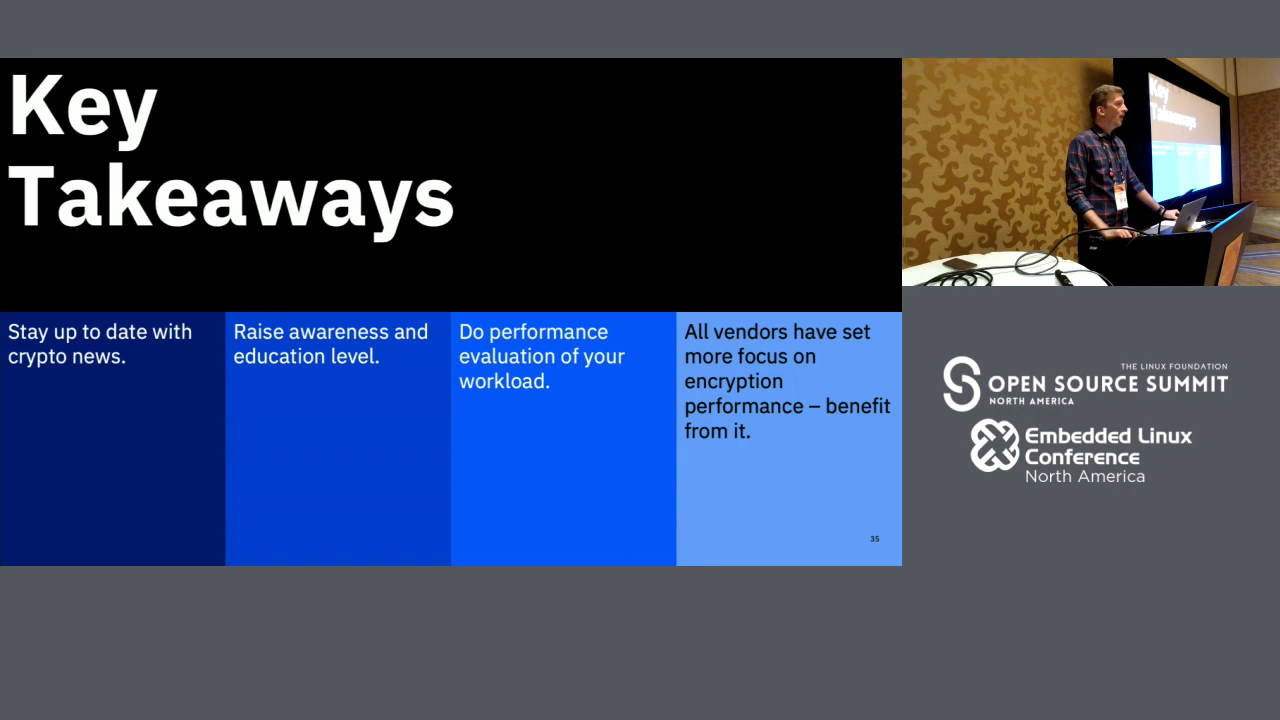 Key
Takeaways
Stay up to date with
crypto news.
Raise awareness and
education level.
Do performance
evaluation of your
workload.
All vendors have set
more focus on
encryption
performance – benefit
from it.
35
Key
Takeaways
THE LINUX FOUNDATION
OPEN SOURCE SUMMIT
NORTH AMERICA
Embedded Linux
Conference
North America